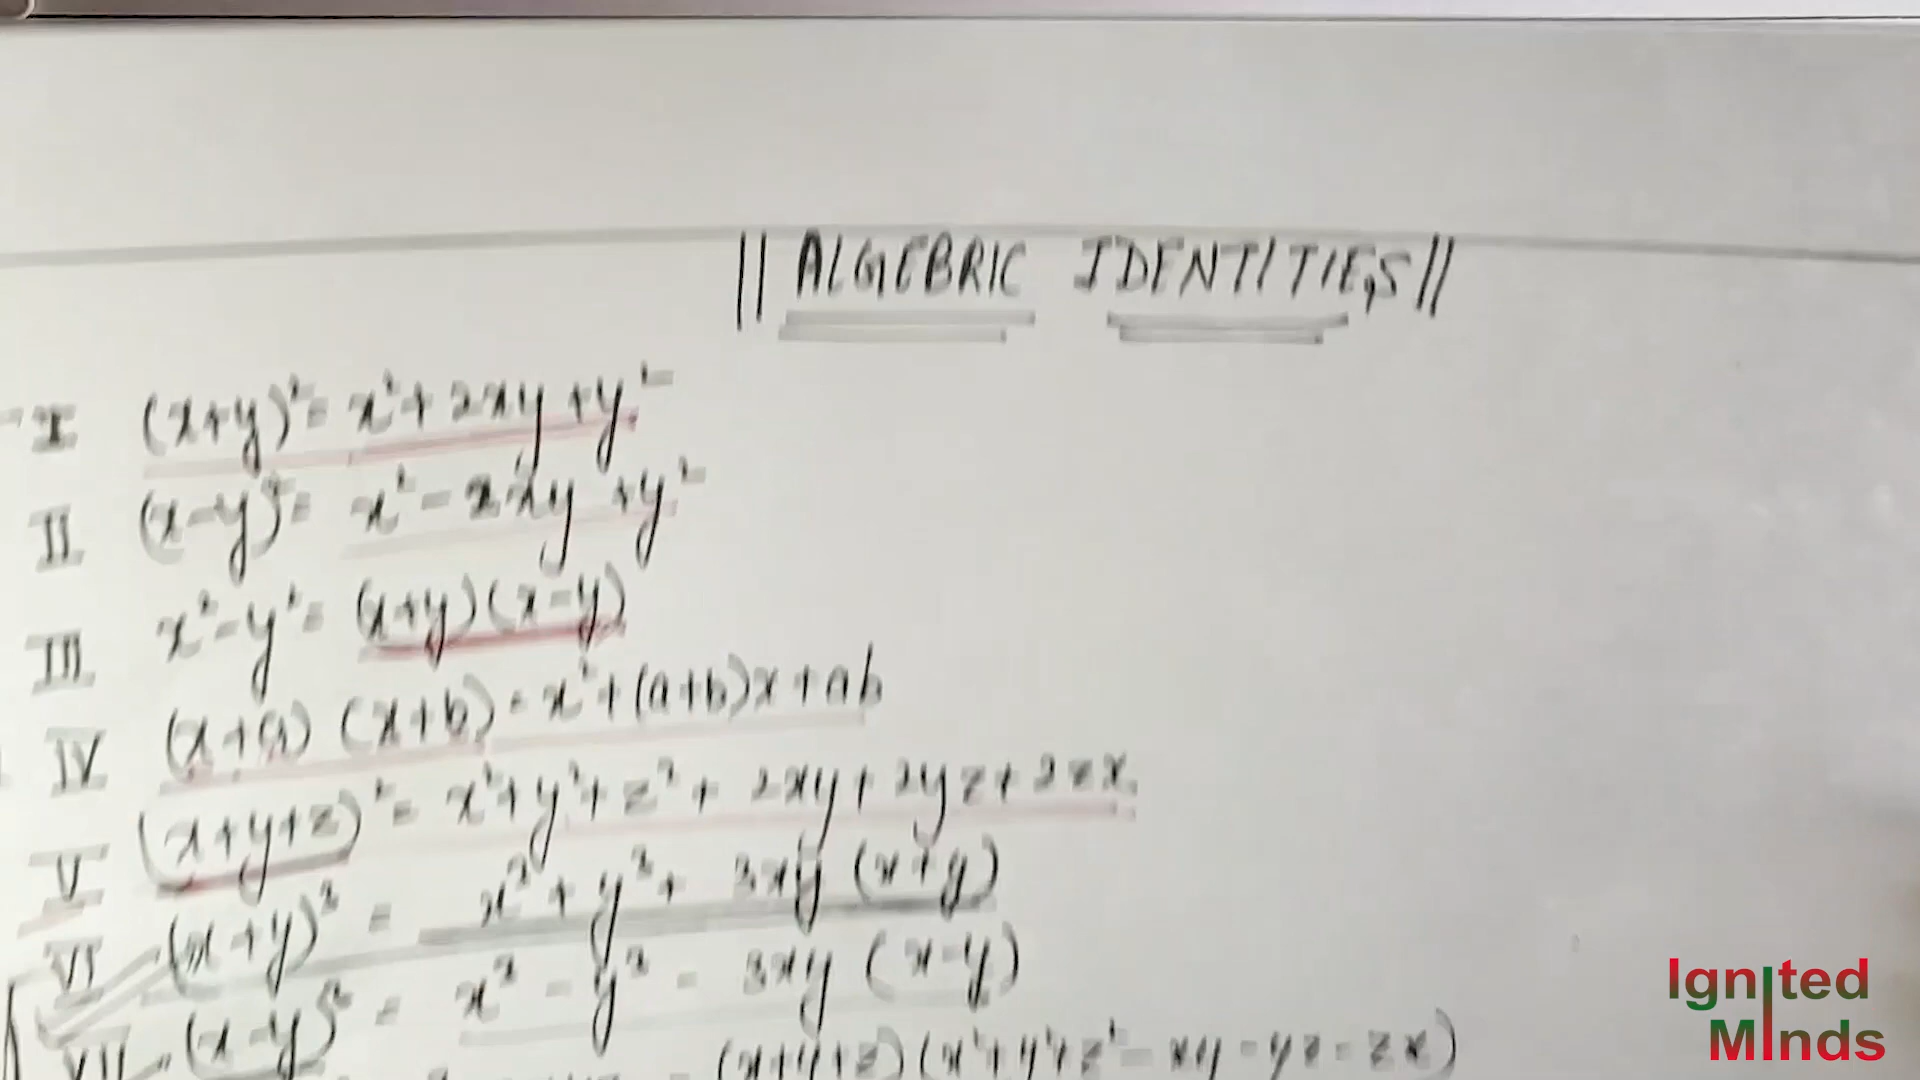 || ALGEBRIC IDENTITIES ||
I (x+y)² = x² + 2xy + y²
II (x-y)² = x² - 2xy + y²
III x² - y² = (x+y)(x-y)
IV (x+a) (x+b) = x² + (a+b)x + ab
V (x+y+z)² = x² + y² + z² + 2xy + 2yz + 2zx
VI (x+y)³ = x³ + y³ + 3xy (x+y)
VII (x-y)³ = x³ - y³ - 3xy (x-y)
= (x+y+z) (x²+y²+z² - xy - yz - zx)
Ignited
Minds